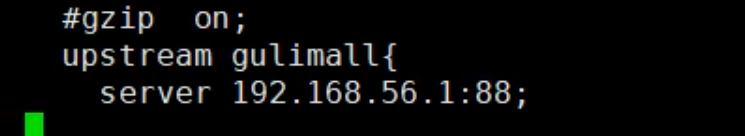 #gzip  on;
upstream gulimall{
server 192.168.56.1:88;